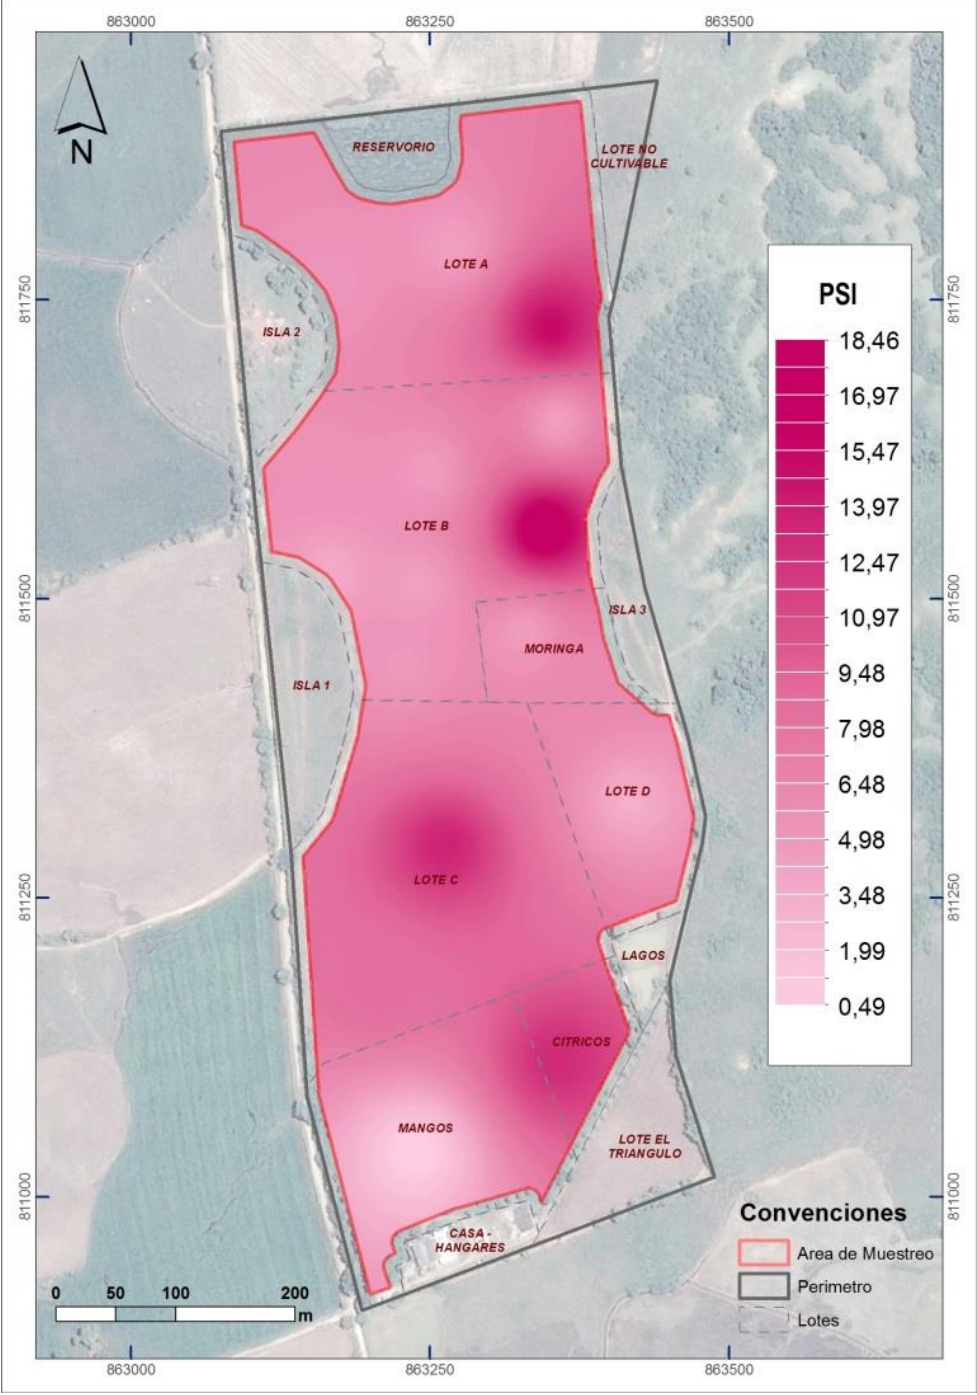 863000
863250
863500
N
RESERVORIO
LOTE NO
CULTIVABLE
LOTE A
811750
811750
ISLA 2
PSI
18,46
16,97
15,47
13,97
12,47
10,97
9,48
7,98
6,48
4,98
3,48
1,99
0,49
LOTE B
811500
811500
ISLA 3
MORINGA
ISLA 1
LOTE D
LOTE C
811250
811250
LAGOS
CITRICOS
MANGOS
LOTE EL
TRIANGULO
811000
811000
CASA -
HANGARES
Convenciones
Area de Muestreo
Perimetro
Lotes
0 50 100 200
m
863000
863250
863500